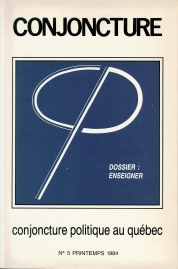 CONJONCTURE
DOSSIER :
ENSEIGNER
conjoncture politique au québec
N° 5 PRINTEMPS 1984